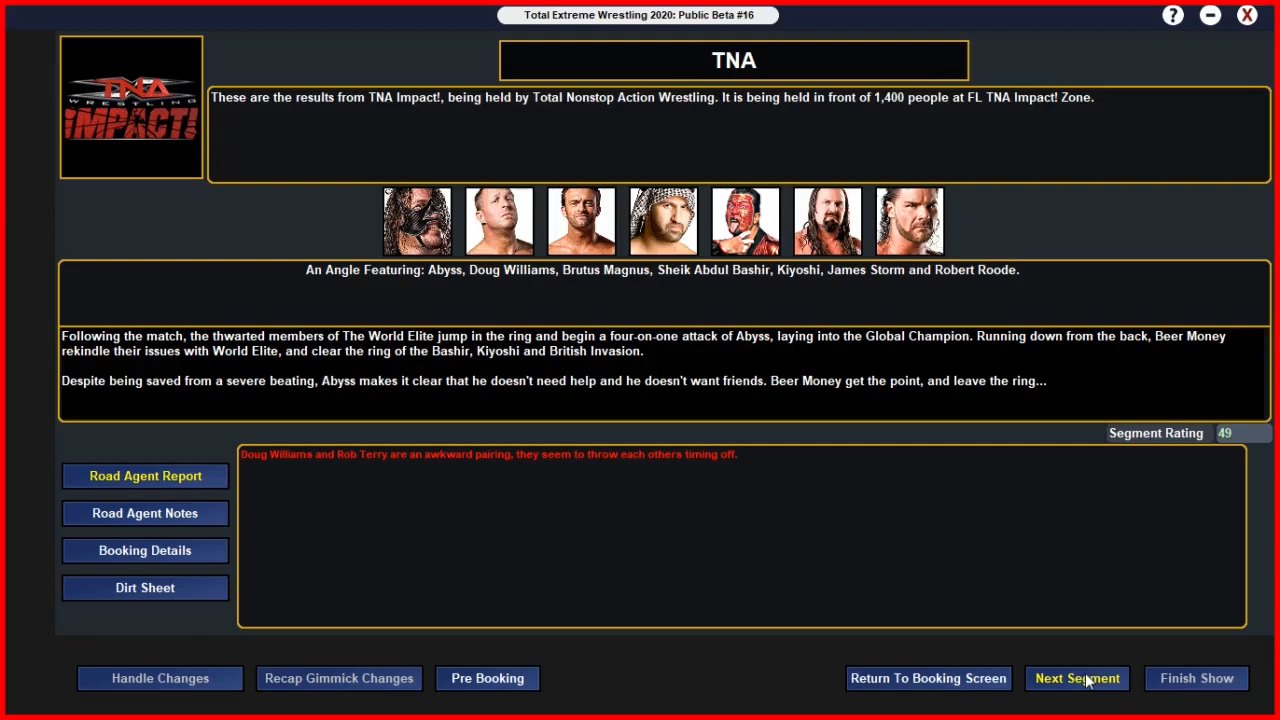 Total Extreme Wrestling 2020: Public Beta #16
?
X
TNA
TNA
WRESTLING
iMPACT!
These are the results from TNA Impact!, being held by Total Nonstop Action Wrestling. It is being held in front of 1,400 people at FL TNA Impact! Zone.
An Angle Featuring: Abyss, Doug Williams, Brutus Magnus, Sheik Abdul Bashir, Kiyoshi, James Storm and Robert Roode.
Following the match, the thwarted members of The World Elite jump in the ring and begin a four-on-one attack of Abyss, laying into the Global Champion. Running down from the back, Beer Money
rekindle their issues with World Elite, and clear the ring of the Bashir, Kiyoshi and British Invasion.
Despite being saved from a severe beating, Abyss makes it clear that he doesn't need help and he doesn't want friends. Beer Money get the point, and leave the ring...
Segment Rating 49
Road Agent Report
Doug Williams and Rob Terry are an awkward pairing, they seem to throw each others timing off.
Road Agent Notes
Booking Details
Dirt Sheet
Handle Changes
Recap Gimmick Changes
Pre Booking
Return To Booking Screen
Next Segment
Finish Show